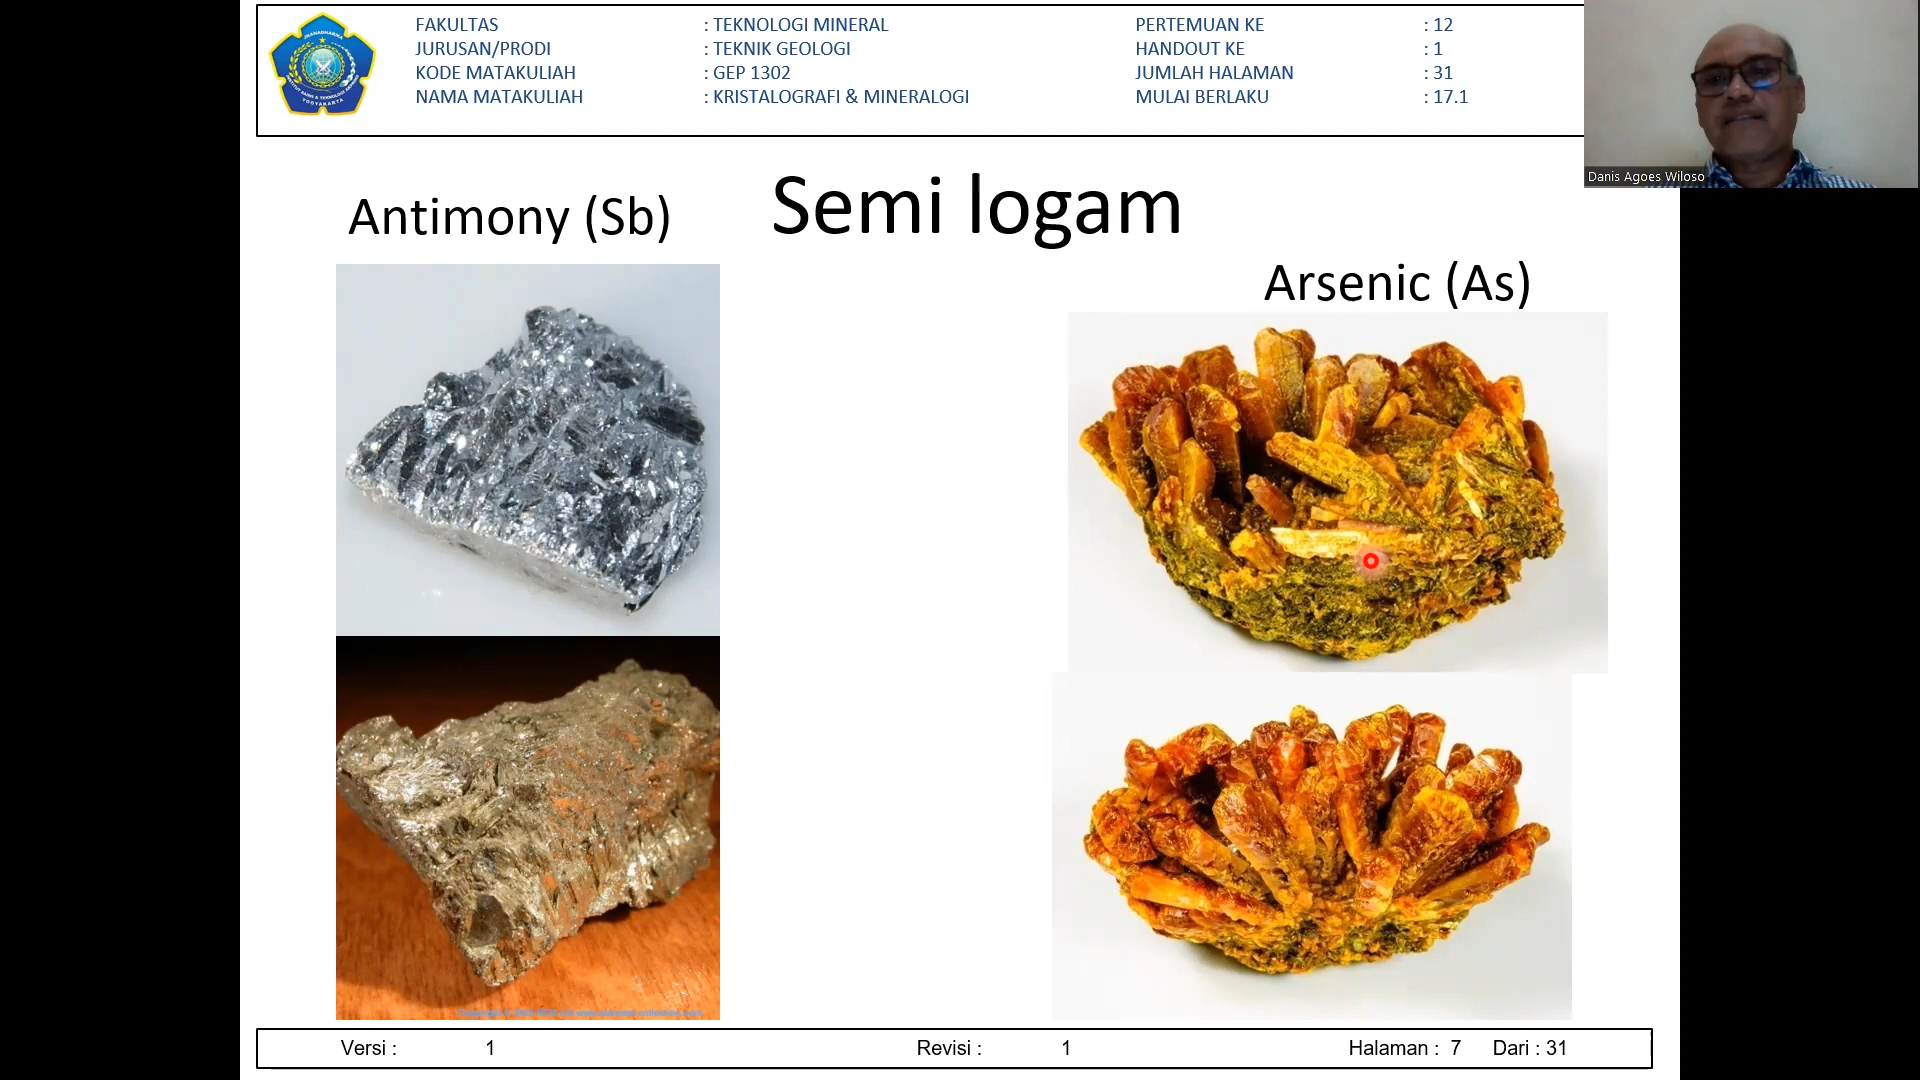 FAKULTAS : TEKNOLOGI MINERAL PERTEMUAN KE : 12
JURUSAN/PRODI : TEKNIK GEOLOGI HANDOUT KE : 1
KODE MATAKULIAH : GEP 1302 JUMLAH HALAMAN : 31
NAMA MATAKULIAH : KRISTALOGRAFI & MINERALOGI MULAI BERLAKU : 17.1
YOGYAKARTA
Danis Agoes Wiloso
Semi logam
Antimony (Sb)
Arsenic (As)
Versi : 1 Revisi : 1 Halaman : 7 Dari : 31